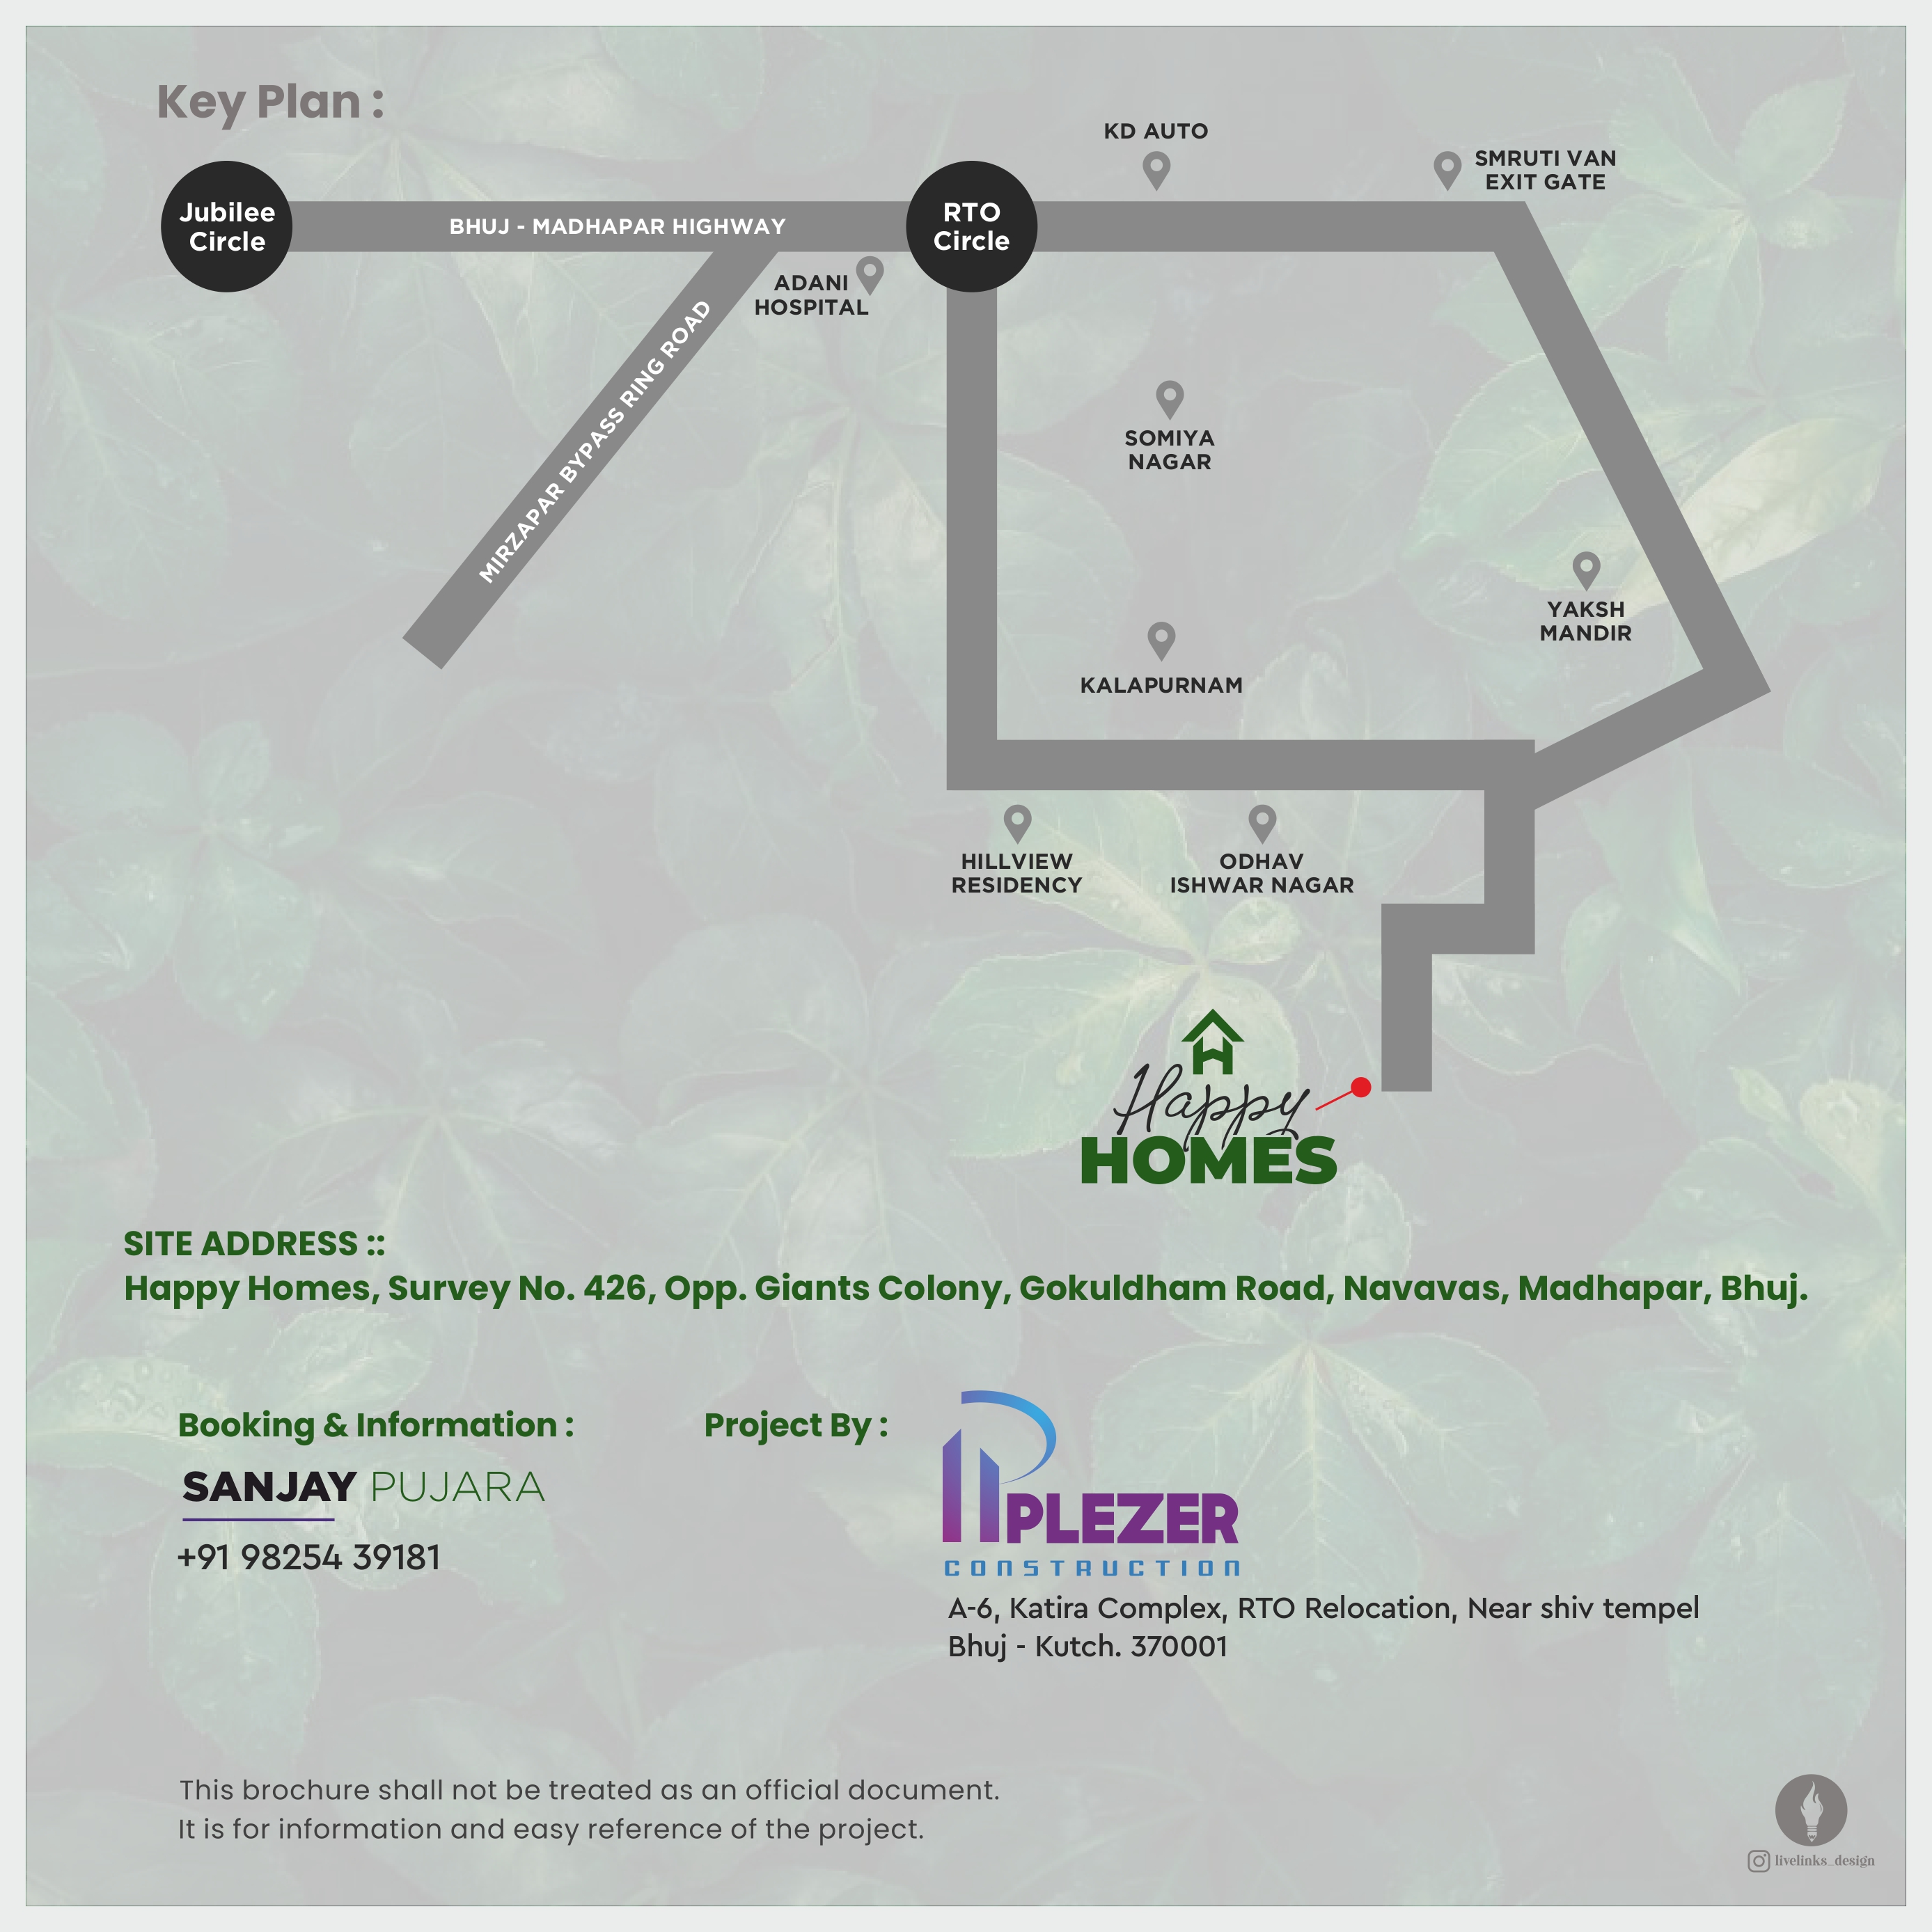 Key Plan :
KD AUTO
SMRUTI VAN
EXIT GATE
Jubilee
Circle
BHUJ - MADHAPAR HIGHWAY
RTO
Circle
ADANI
HOSPITAL
MIRZAPAR BYPASS RING ROAD
SOMIYA
NAGAR
YAKSH
MANDIR
KALAPURNAM
HILLVIEW
RESIDENCY
ODHAV
ISHWAR NAGAR
Happy
HOMES
SITE ADDRESS ::
Happy Homes, Survey No. 426, Opp. Giants Colony, Gokuldham Road, Navavas, Madhapar, Bhuj.
Booking & Information :
SANJAY PUJARA
+91 98254 39181
Project By :
PLEZER
CONSTRUCTION
A-6, Katira Complex, RTO Relocation, Near shiv tempel
Bhuj - Kutch. 370001
This brochure shall not be treated as an official document.
It is for information and easy reference of the project.
livelinks_design